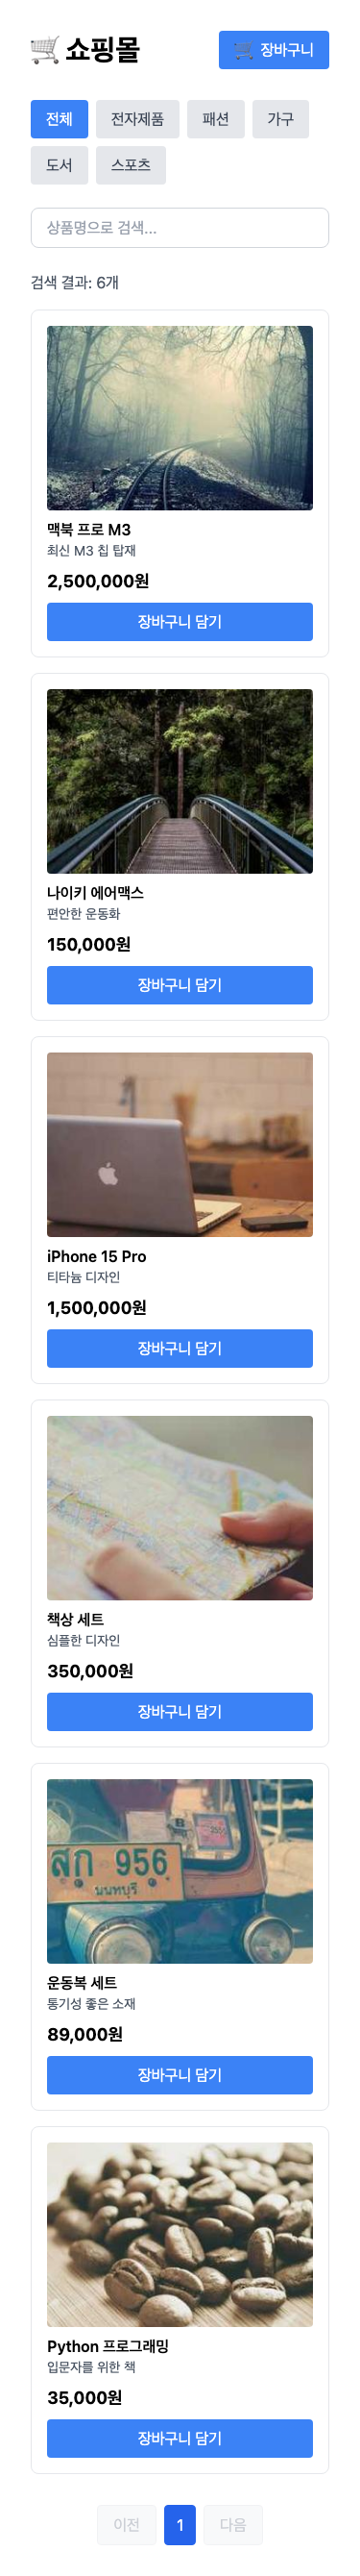 🛒 쇼핑몰
🛒 장바구니
전체 전자제품 패션 가구
도서 스포츠
상품명으로 검색...
검색 결과: 6개
맥북 프로 M3
최신 M3 칩 탑재
2,500,000원
장바구니 담기
나이키 에어맥스
편안한 운동화
150,000원
장바구니 담기
iPhone 15 Pro
티타늄 디자인
1,500,000원
장바구니 담기
책상 세트
심플한 디자인
350,000원
장바구니 담기
สกุ 956
นนทบุรี
운동복 세트
통기성 좋은 소재
89,000원
장바구니 담기
Python 프로그래밍
입문자를 위한 책
35,000원
장바구니 담기
이전 1 다음